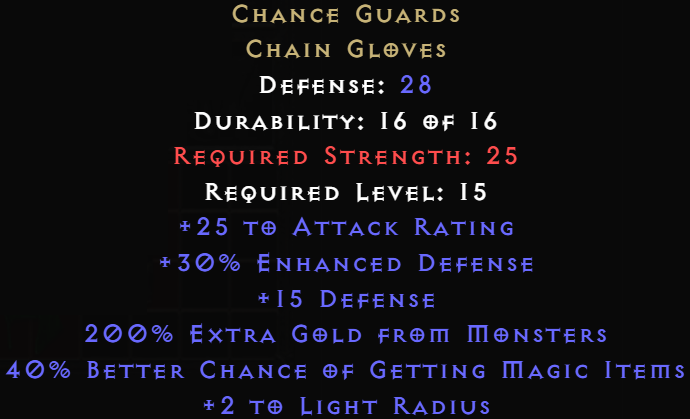 Chance Guards
Chain Gloves
Defense: 28
Durability: 16 of 16
Required Strength: 25
Required Level: 15
+25 to Attack Rating
+30% Enhanced Defense
+15 Defense
200% Extra Gold from Monsters
40% Better Chance of Getting Magic Items
+2 to Light Radius